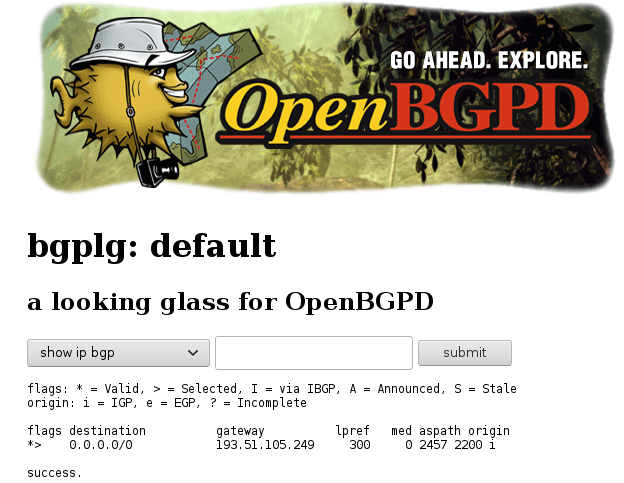 GO AHEAD. EXPLORE.
OpenBGPD
bgplg: default
a looking glass for OpenBGPD
show ip bgp submit
flags: * = Valid, > = Selected, I = via IBGP, A = Announced, S = Stale
origin: i = IGP, e = EGP, ? = Incomplete
flags destination gateway lpref med aspath origin
*> 0.0.0.0/0 193.51.105.249 300 0 2457 2200 i
success.